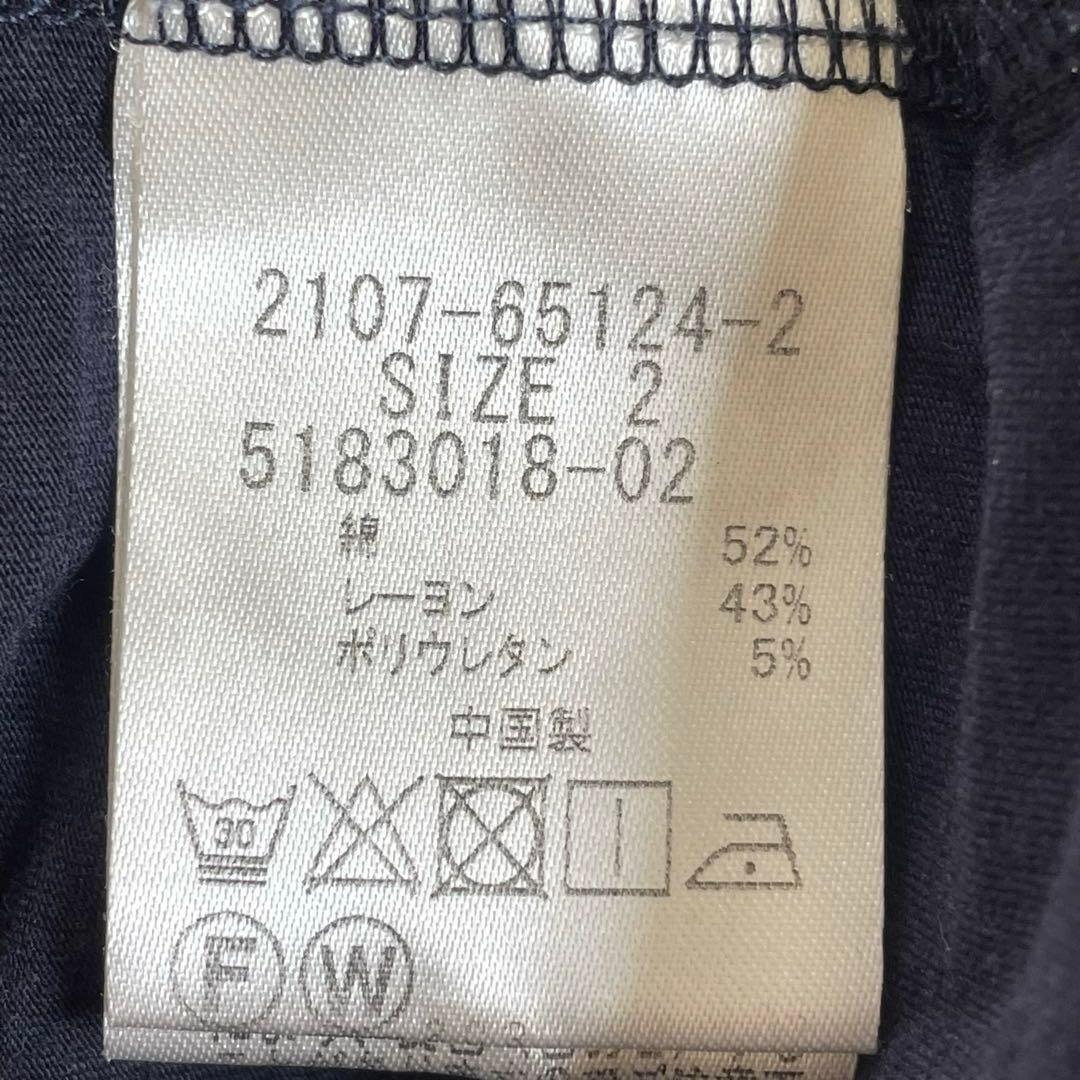 2107-65124-2
SIZE 2
5183018-02
綿 52%
レーヨン 43%
ポリウレタン 5%
中国製
30
F W